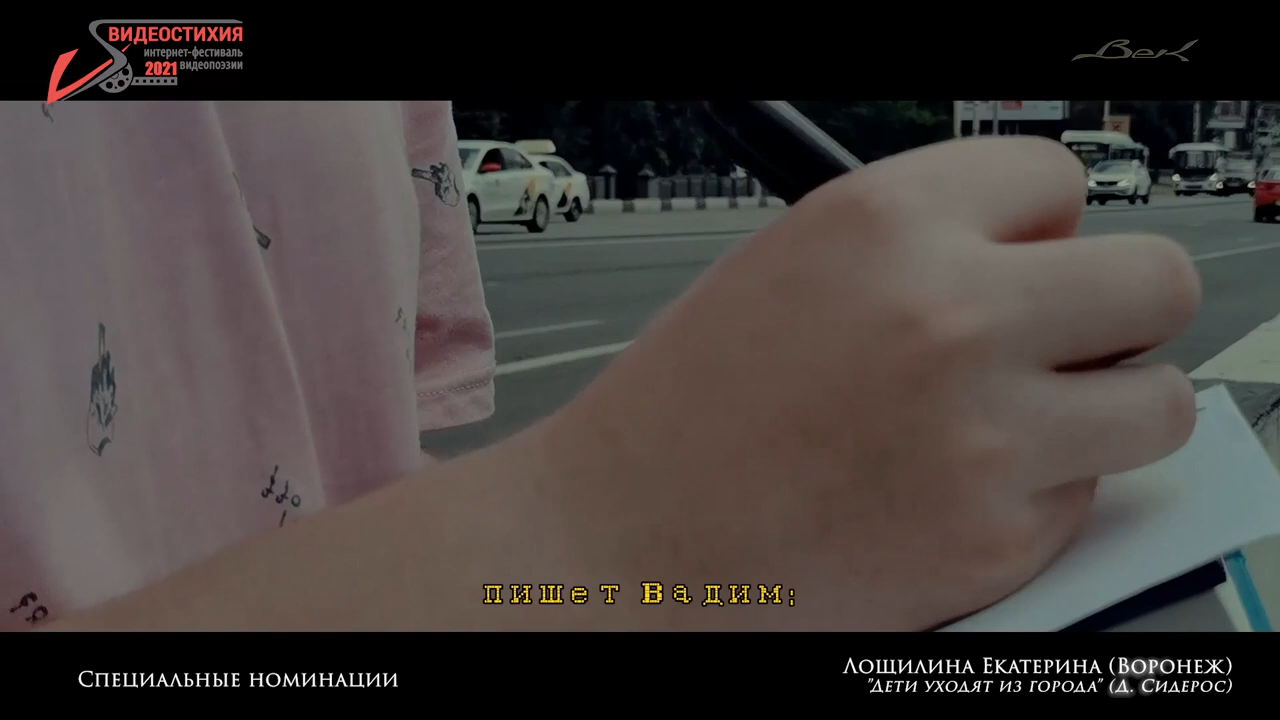 ВИДЕОСТИХИЯ
интернет-фестиваль
2021 видеопоэзии
Век
пишет Вадим;
Специальные номинации
Лощилина Екатерина (Воронеж)
"Дети уходят из города" (Д. Сидерос)